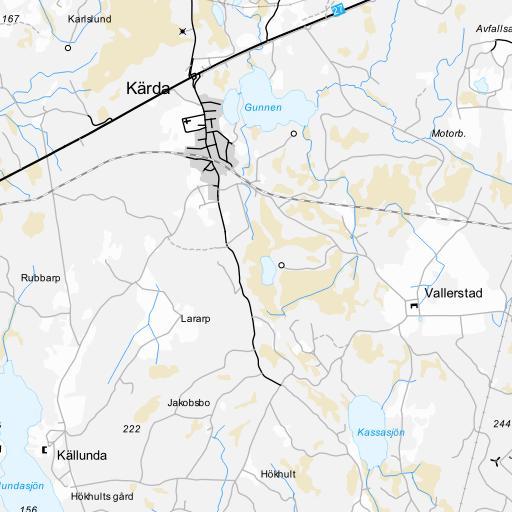 167
Karlslund
27
Avfallsa
Kärda
Gunnen
Motorb.
Rubbarp
Vallerstad
Lararp
Jakobsbo
222
Kassasjön
244
Källunda
Hökhult
undasjön
Hökhults gård
156